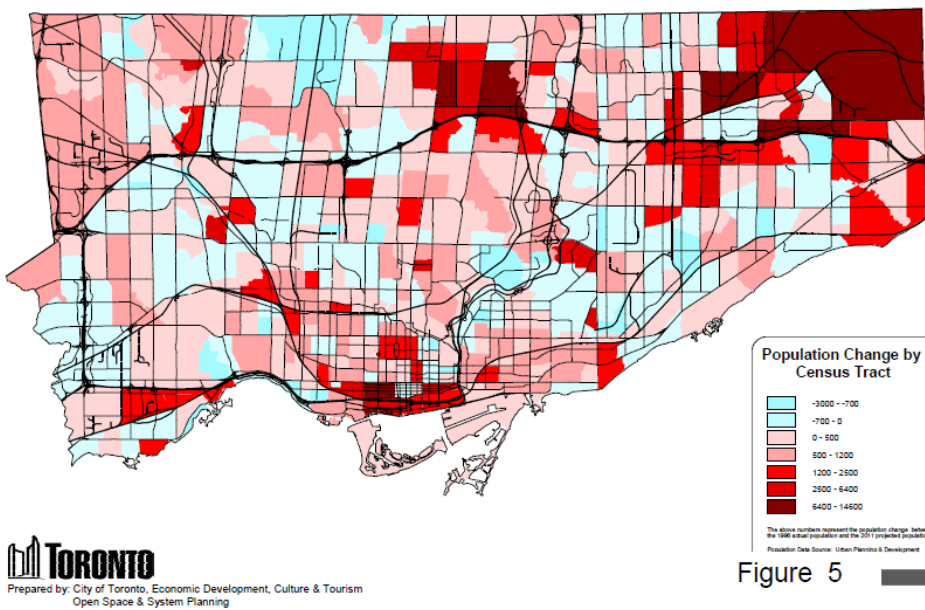 Population Change by
Census Tract
-3000 - -700
-700 - 0
0 - 500
500 - 1200
1200 - 2500
2500 - 6400
6400 - 14600
The above numbers represent the population change betwe
the 1996 actual population and the 2011 projected populatio
Population Data Source: Urban Planning & Development
Figure 5
TORONTO
Prepared by: City of Toronto, Economic Development, Culture & Tourism
Open Space & System Planning